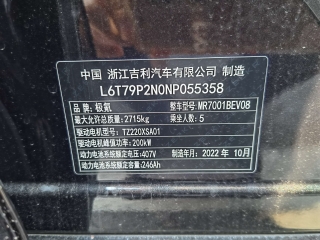 中国 浙江吉利汽车有限公司 制造
L6T79P2N0NP055358
品牌:极氪 整车型号:MR7001BEV08
最大允许总质量:2715kg 乘坐人数:5
驱动电机型号:TZ220XSA01
驱动电机峰值功率:200kW
动力电池系统额定电压:407V 制造年月:2022 年 10月
动力电池系统额定容量:246Ah